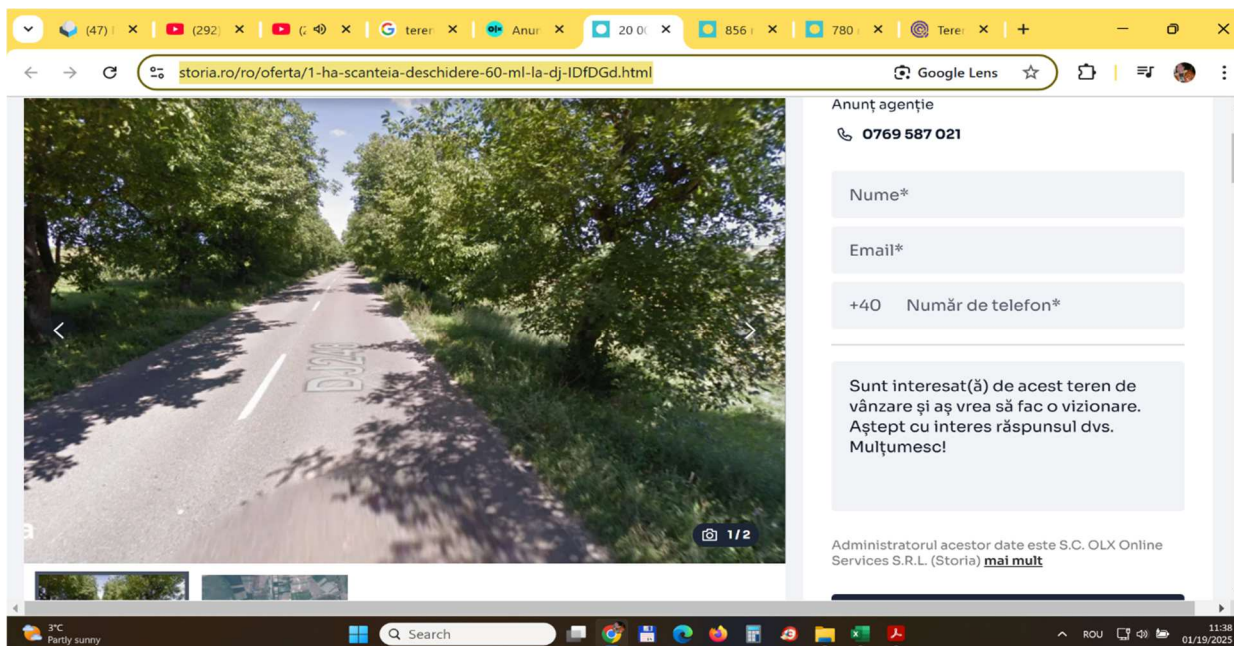 (47)
(292
(2
teren
Anun
20 0
856
780
Tere
storia.ro/ro/oferta/1-ha-scanteia-deschidere-60-ml-la-dj-IDfDGd.html
Google Lens
Anunț agenție
0769 587 021
Nume*
Email*
+40 Număr de telefon*
DJ248
Sunt interesat(ă) de acest teren de
vânzare și aș vrea să fac o vizionare.
Aștept cu interes răspunsul dvs.
Mulțumesc!
a
1/2
Administratorul acestor date este S.C. OLX Online
Services S.R.L. (Storia) mai mult
3°C
Partly sunny
Search
ROU
11:38
01/19/2025